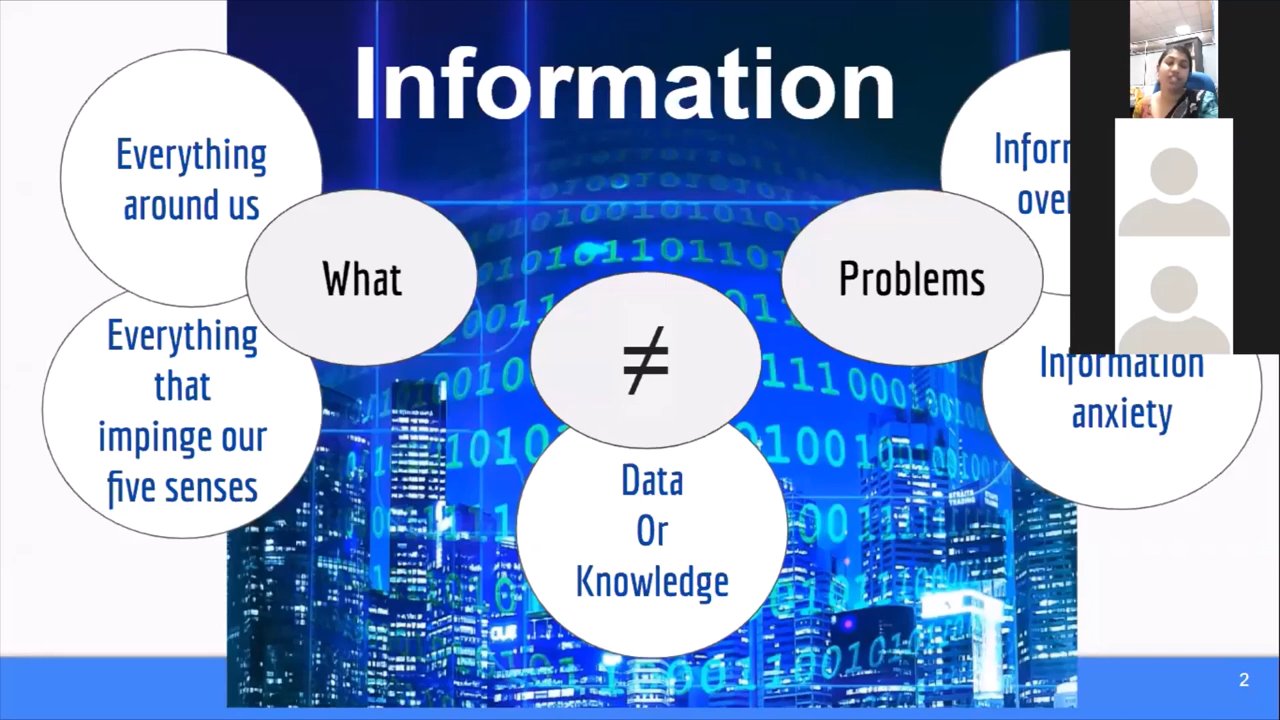 Information
Everything
around us
What
Everything
that
impinge our
five senses
≠
Data
Or
Knowledge
Problems
Information
anxiety
2